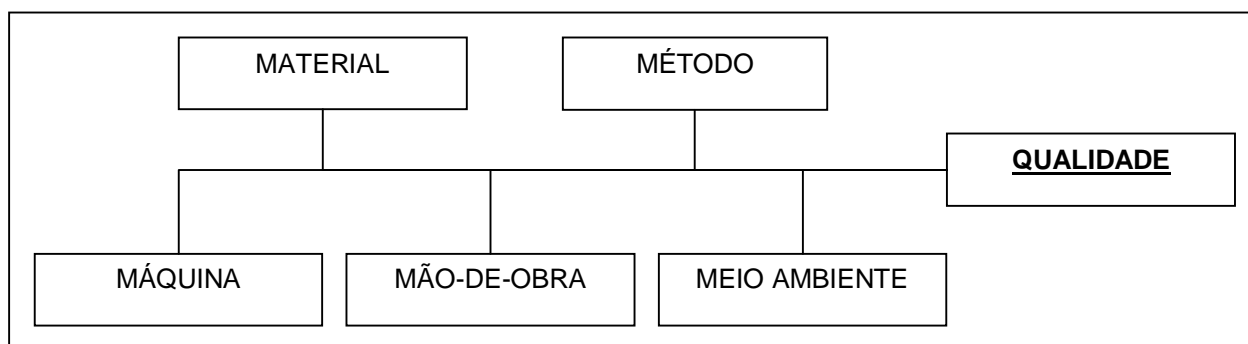 MATERIAL
MÉTODO
QUALIDADE
MÁQUINA
MÃO-DE-OBRA
MEIO AMBIENTE